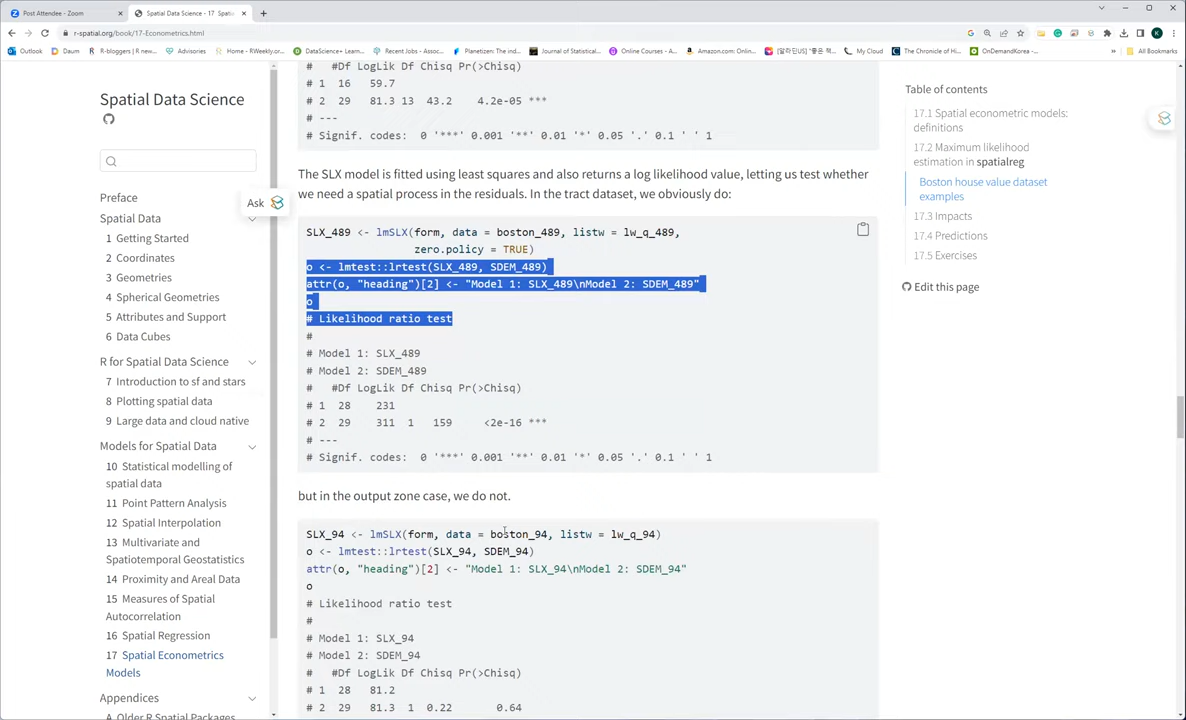 Post Attendee - Zoom
Spatial Data Science - 17 Spati
r-spatial.org/book/17-Econometrics.html
Outlook
Daum
R-bloggers | R new...
Advisories
Home - RWeekly.or...
DataScience+ Learn...
Recent Jobs - Assoc...
Planetizen: The ind...
Journal of Statistical...
Online Courses - A...
Amazon.com: Onlin...
[알라딘US] "좋은 책...
My Cloud
The Chronicle of Hi...
OnDemandKorea -...
All Bookmarks
Spatial Data Science
Preface
Spatial Data
1 Getting Started
2 Coordinates
3 Geometries
4 Spherical Geometries
5 Attributes and Support
6 Data Cubes
R for Spatial Data Science
7 Introduction to sf and stars
8 Plotting spatial data
9 Large data and cloud native
Models for Spatial Data
10 Statistical modelling of
spatial data
11 Point Pattern Analysis
12 Spatial Interpolation
13 Multivariate and
Spatiotemporal Geostatistics
14 Proximity and Areal Data
15 Measures of Spatial
Autocorrelation
16 Spatial Regression
17 Spatial Econometrics
Models
Appendices
A Older R Spatial Packages
Ask
# #Df LogLik Df Chisq Pr(>Chisq)
# 1 16 59.7
# 2 29 81.3 13 43.2 4.2e-05 ***
# ---
# Signif. codes: 0 '***' 0.001 '**' 0.01 '*' 0.05 '.' 0.1 ' ' 1
The SLX model is fitted using least squares and also returns a log likelihood value, letting us test whether
we need a spatial process in the residuals. In the tract dataset, we obviously do:
SLX_489 <- lmSLX(form, data = boston_489, listw = lw_q_489,
zero.policy = TRUE)
o <- lmtest::lrtest(SLX_489, SDEM_489)
attr(o, "heading")[2] <- "Model 1: SLX_489\nModel 2: SDEM_489"
o
# Likelihood ratio test
#
# Model 1: SLX_489
# Model 2: SDEM_489
# #Df LogLik Df Chisq Pr(>Chisq)
# 1 28 231
# 2 29 311 1 159 <2e-16 ***
# ---
# Signif. codes: 0 '***' 0.001 '**' 0.01 '*' 0.05 '.' 0.1 ' ' 1
but in the output zone case, we do not.
SLX_94 <- lmSLX(form, data = boston_94, listw = lw_q_94)
o <- lmtest::lrtest(SLX_94, SDEM_94)
attr(o, "heading")[2] <- "Model 1: SLX_94\nModel 2: SDEM_94"
o
# Likelihood ratio test
#
# Model 1: SLX_94
# Model 2: SDEM_94
# #Df LogLik Df Chisq Pr(>Chisq)
# 1 28 81.2
# 2 29 81.3 1 0.22 0.64
Table of contents
17.1 Spatial econometric models:
definitions
17.2 Maximum likelihood
estimation in spatialreg
Boston house value dataset
examples
17.3 Impacts
17.4 Predictions
17.5 Exercises
Edit this page